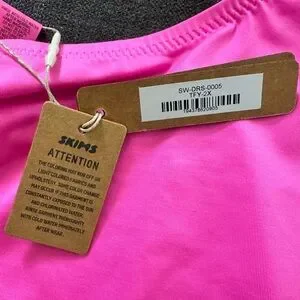 SW-DRS-0005
TFY-2X
194378620905
SKIMS
ATTENTION
THE COLORING MAY RUB OFF ON
LIGHT COLORED FABRICS AND
UPHOLSTERY. SOME COLOR CHANGE
MAY OCCUR IF THIS GARMENT IS
CONSTANTLY EXPOSED TO THE SUN
AND CHLORINATED WATER.
RINSE GARMENT THOROUGHLY
WITH COLD WATER IMMEDIATELY
AFTER WEAR.